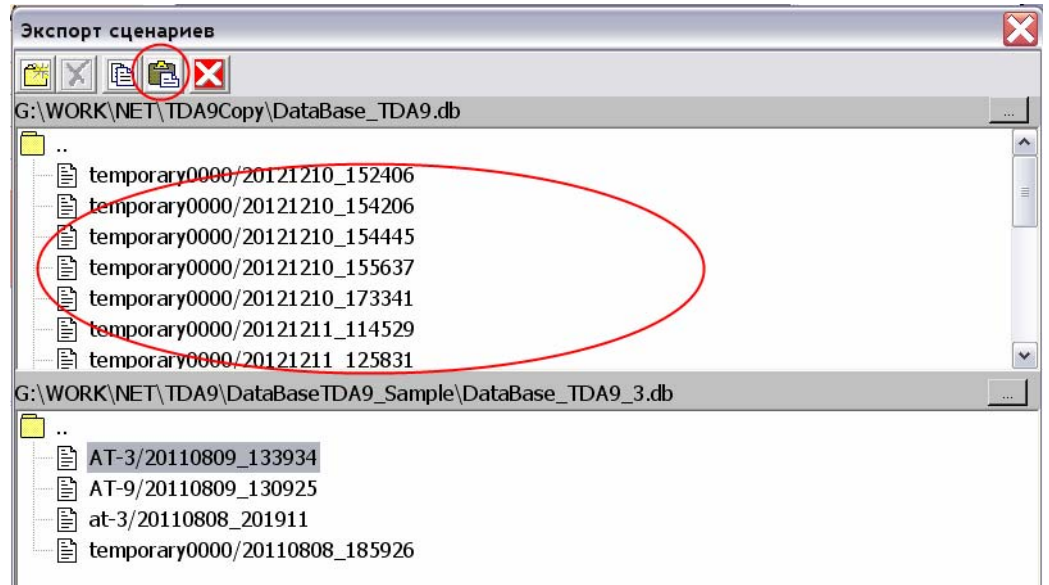 Экспорт сценариев
G:\WORK\NET\TDA9Copy\DataBase_TDA9.db ...
..
temporary0000/20121210_152406
temporary0000/20121210_154206
temporary0000/20121210_154445
temporary0000/20121210_155637
temporary0000/20121210_173341
temporary0000/20121211_114529
temporary0000/20121211_125831
G:\WORK\NET\TDA9\DataBaseTDA9_Sample\DataBase_TDA9_3.db ...
..
AT-3/20110809_133934
AT-9/20110809_130925
at-3/20110808_201911
temporary0000/20110808_185926